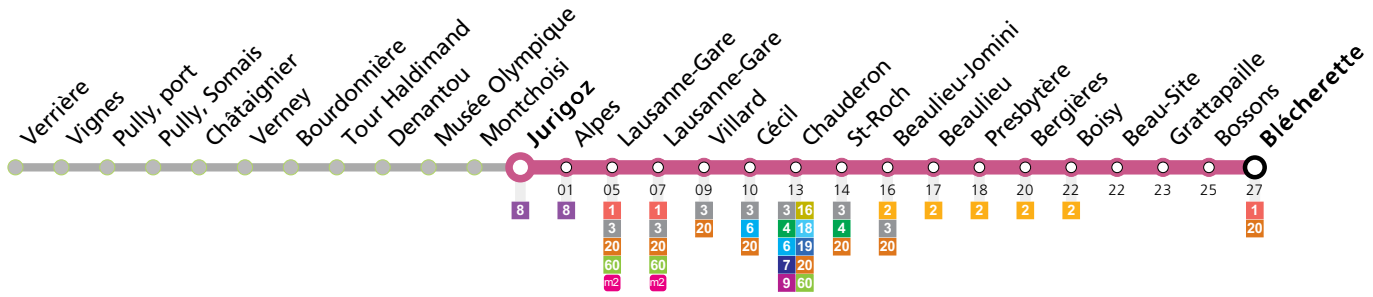 Verrière
Vignes
Pully, port
Pully, Somais
Châtaignier
Verney
Bourdonnière
Tour Haldimand
Denantou
Musée Olympique
Montchoisi
Jurigoz
Alpes
Lausanne-Gare
Lausanne-Gare
Villard
Cécil
Chauderon
St-Roch
Beaulieu-Jomini
Beaulieu
Presbytère
Bergières
Boisy
Beau-Site
Grattapaille
Bossons
Blécherette
01 05 07 09 10 13 14 16 17 18 20 22 22 23 25 27
8 8 1 1 3 3 3 16 3 2 2 2 2 2 1
3 3 20 6 4 18 4 3 20
20 20 20 6 19 20 20
60 60 7 20
m2 m2 9 60